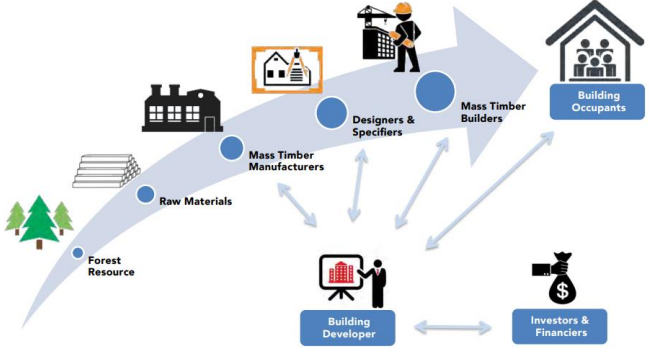 Forest
Resource
Raw Materials
Mass Timber
Manufacturers
Designers &
Specifiers
Mass Timber
Builders
Building
Occupants
Building
Developer
Investors &
Financiers
$